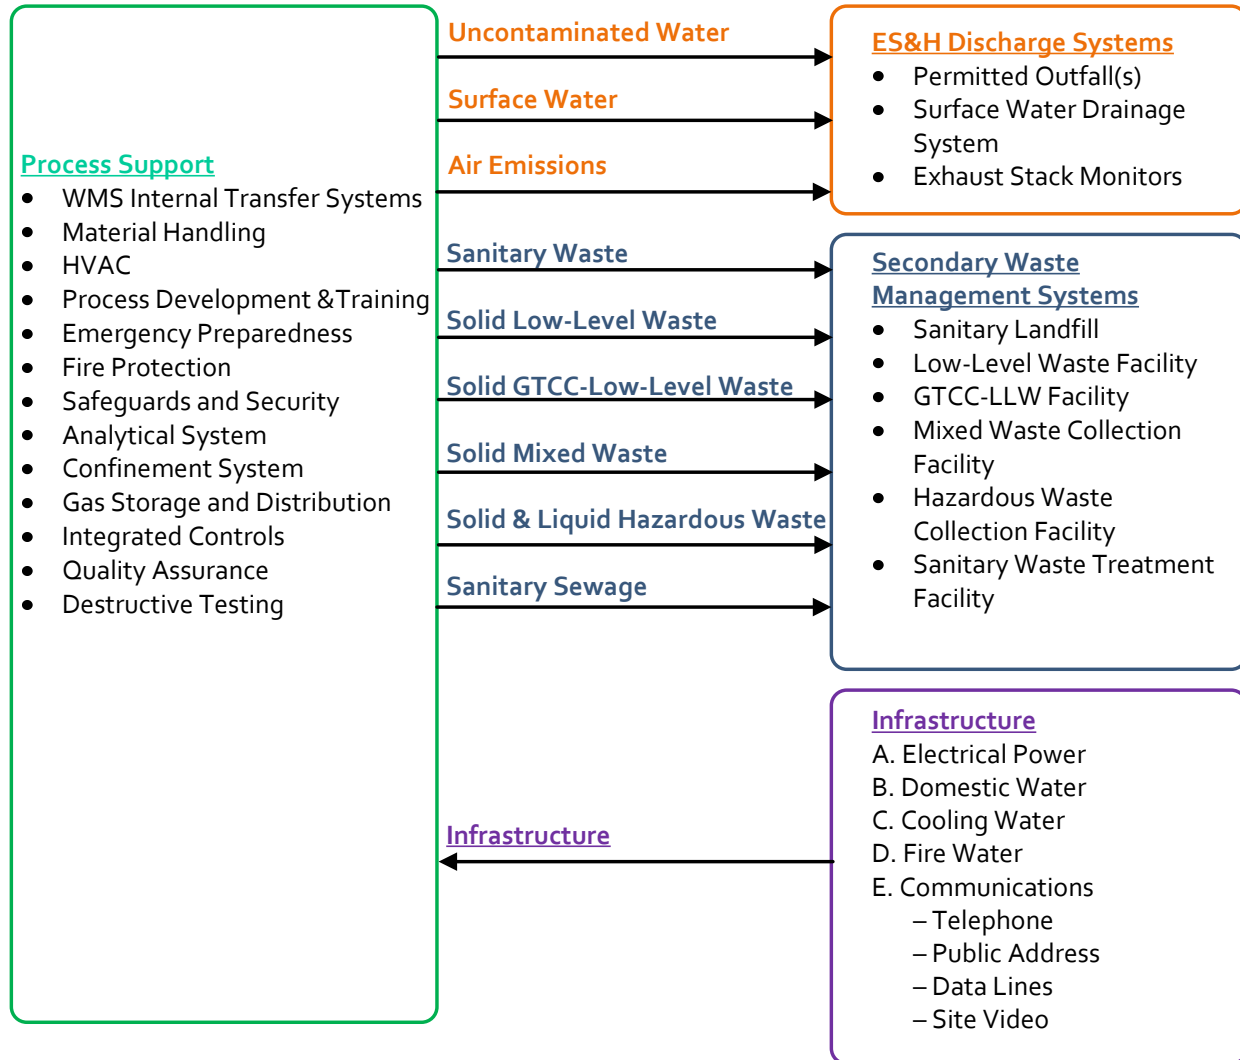 Process Support
• WMS Internal Transfer Systems
• Material Handling
• HVAC
• Process Development &Training
• Emergency Preparedness
• Fire Protection
• Safeguards and Security
• Analytical System
• Confinement System
• Gas Storage and Distribution
• Integrated Controls
• Quality Assurance
• Destructive Testing
Uncontaminated Water
Surface Water
Air Emissions
Sanitary Waste
Solid Low-Level Waste
Solid GTCC-Low-Level Waste
Solid Mixed Waste
Solid & Liquid Hazardous Waste
Sanitary Sewage
Infrastructure
ES&H Discharge Systems
• Permitted Outfall(s)
• Surface Water Drainage
System
• Exhaust Stack Monitors
Secondary Waste
Management Systems
• Sanitary Landfill
• Low-Level Waste Facility
• GTCC-LLW Facility
• Mixed Waste Collection
Facility
• Hazardous Waste
Collection Facility
• Sanitary Waste Treatment
Facility
Infrastructure
A. Electrical Power
B. Domestic Water
C. Cooling Water
D. Fire Water
E. Communications
– Telephone
– Public Address
– Data Lines
– Site Video